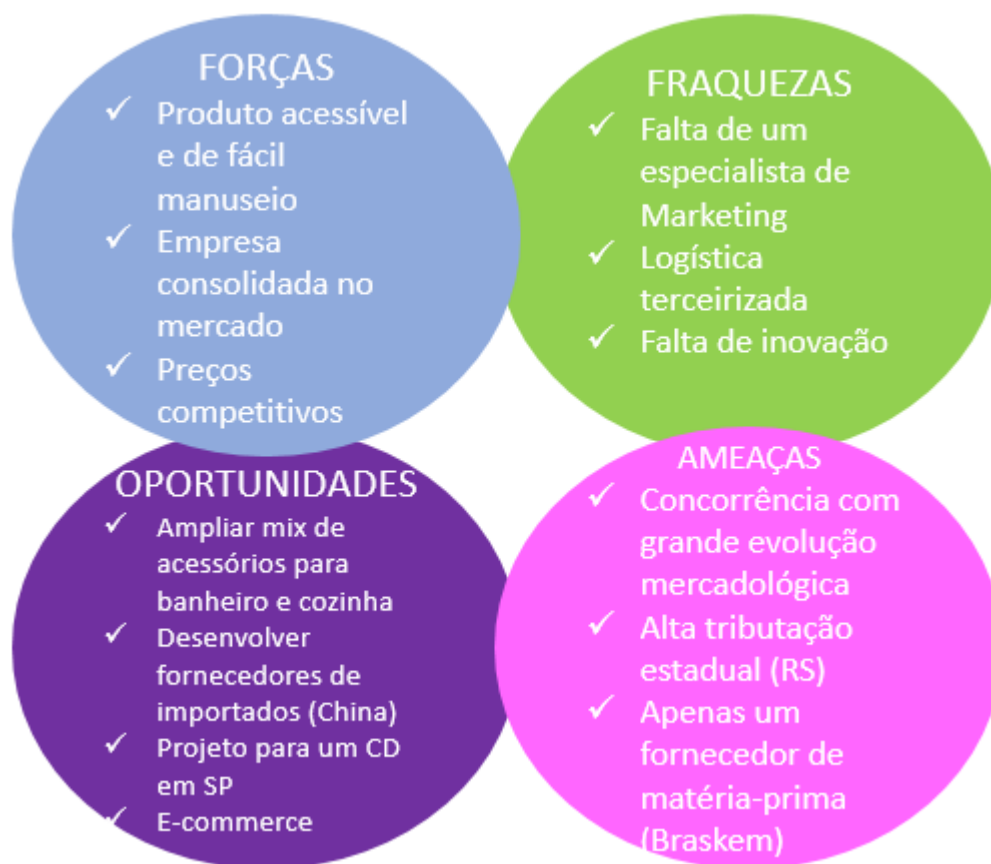 FORÇAS
✓ Produto acessível
e de fácil
manuseio
✓ Empresa
consolidada no
mercado
✓ Preços
competitivos
FRAQUEZAS
✓ Falta de um
especialista de
Marketing
✓ Logística
terceirizada
✓ Falta de inovação
OPORTUNIDADES
✓ Ampliar mix de
acessórios para
banheiro e cozinha
✓ Desenvolver
fornecedores de
importados (China)
✓ Projeto para um CD
em SP
✓ E-commerce
AMEAÇAS
✓ Concorrência com
grande evolução
mercadológica
✓ Alta tributação
estadual (RS)
✓ Apenas um
fornecedor de
matéria-prima
(Braskem)